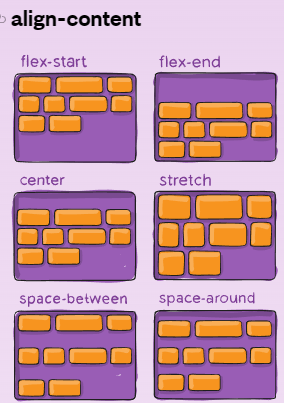 align-content
flex-start
flex-end
center
stretch
space-between
space-around